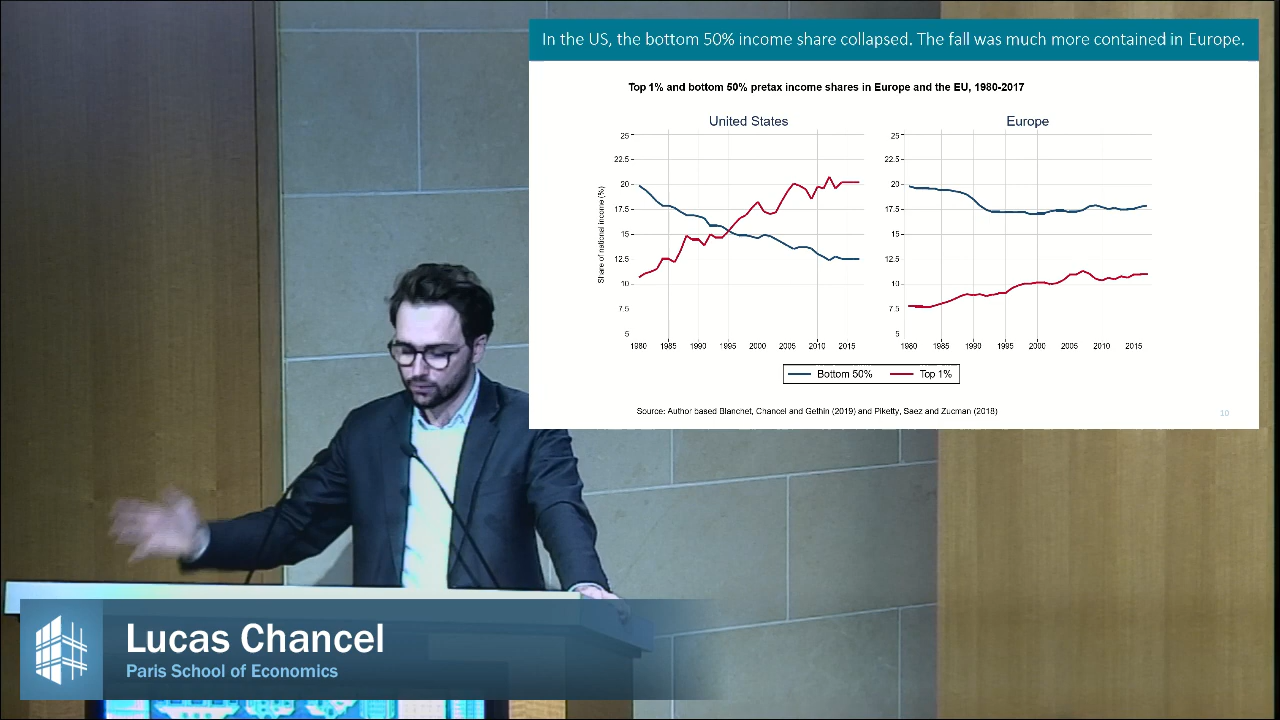 In the US, the bottom 50% income share collapsed. The fall was much more contained in Europe.
Top 1% and bottom 50% pretax income shares in Europe and the EU, 1980-2017
United States
Europe
Share of national income (%)
25
22.5
20
17.5
15
12.5
10
7.5
5
1980 1985 1990 1995 2000 2005 2010 2015
25
22.5
20
17.5
15
12.5
10
7.5
5
1980 1985 1990 1995 2000 2005 2010 2015
Bottom 50% Top 1%
Source: Author based Blanchet, Chancel and Gethin (2019) and Piketty, Saez and Zucman (2018)
10
Lucas Chancel
Paris School of Economics